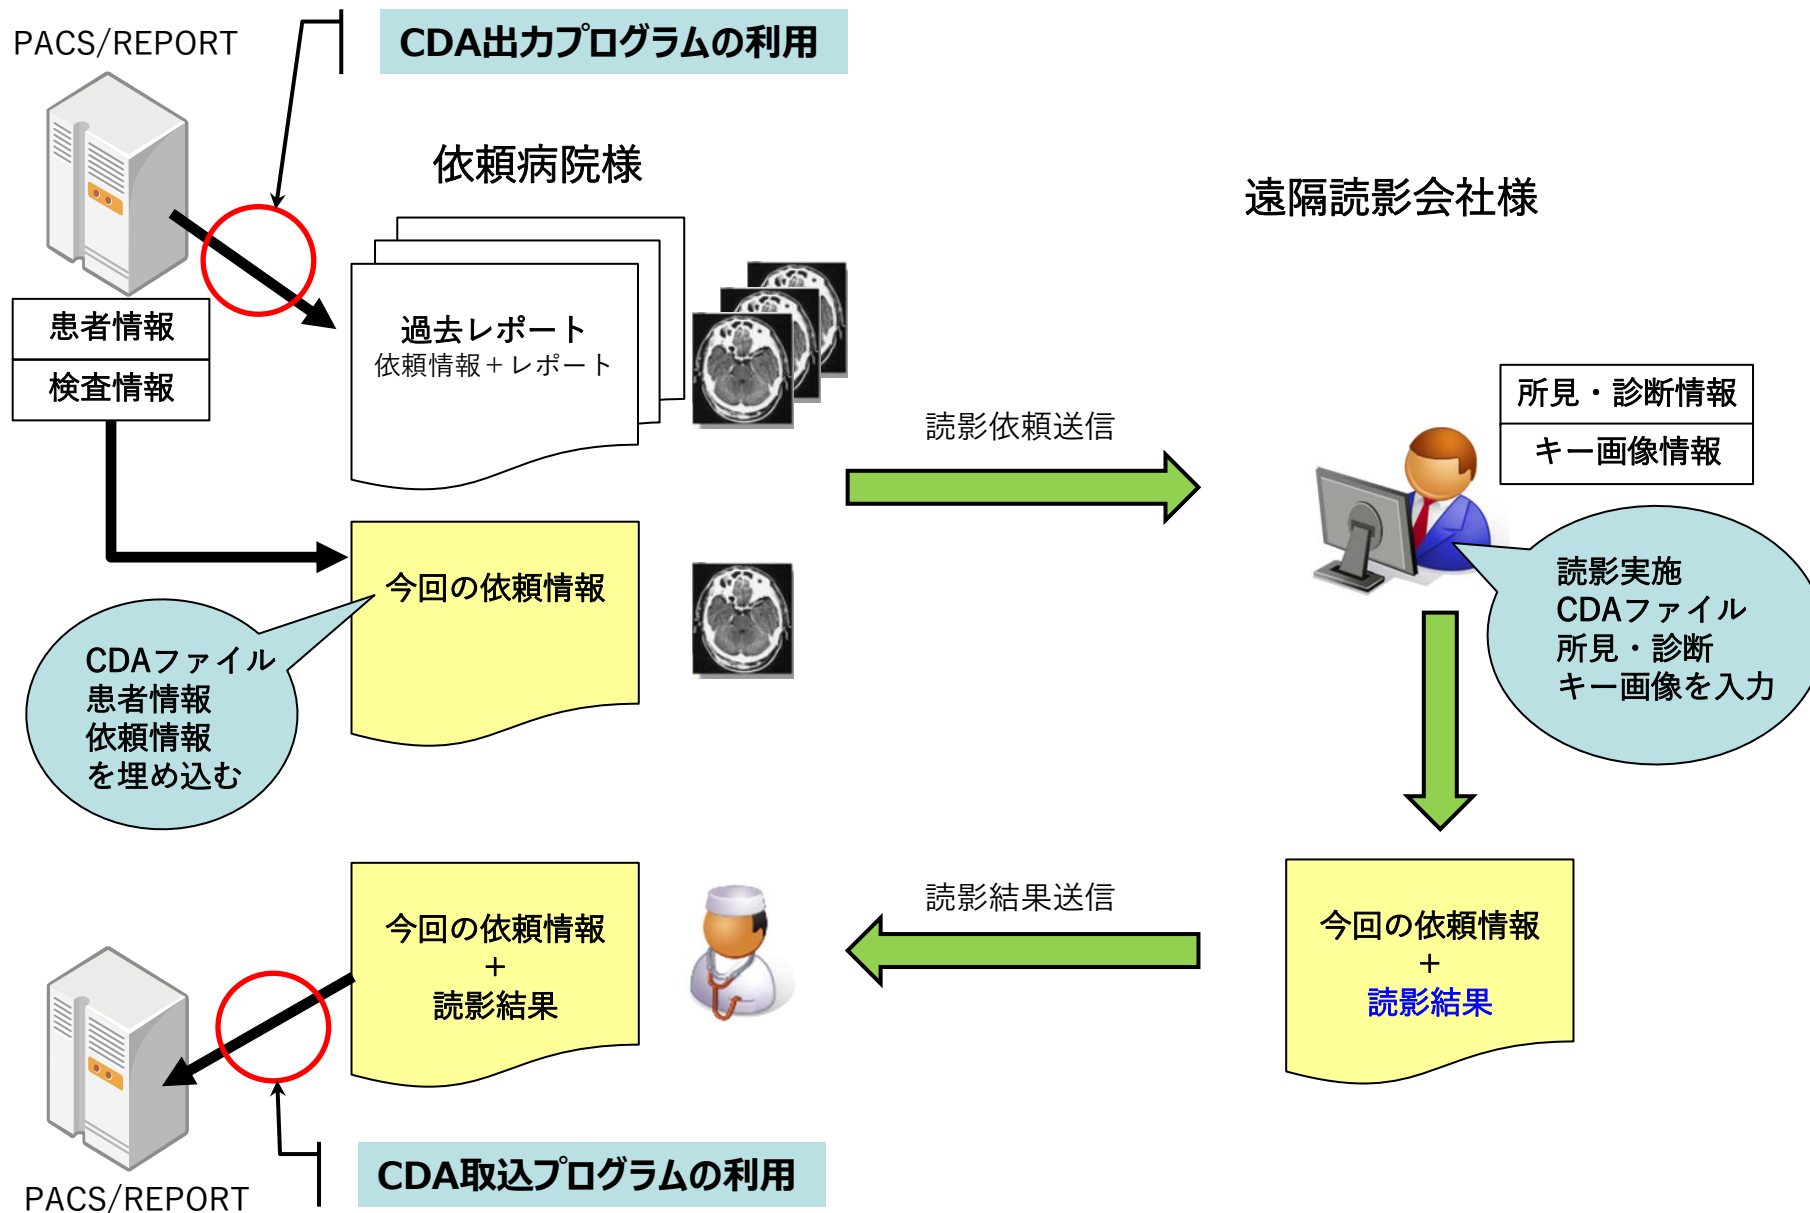 PACS/REPORT
CDA出力プログラムの利用
依頼病院様
遠隔読影会社様
患者情報
検査情報
過去レポート
依頼情報＋レポート
読影依頼送信
所見・診断情報
キー画像情報
今回の依頼情報
CDAファイル
患者情報
依頼情報
を埋め込む
読影実施
CDAファイル
所見・診断
キー画像を入力
今回の依頼情報
＋
読影結果
読影結果送信
今回の依頼情報
＋
読影結果
CDA取込プログラムの利用
PACS/REPORT